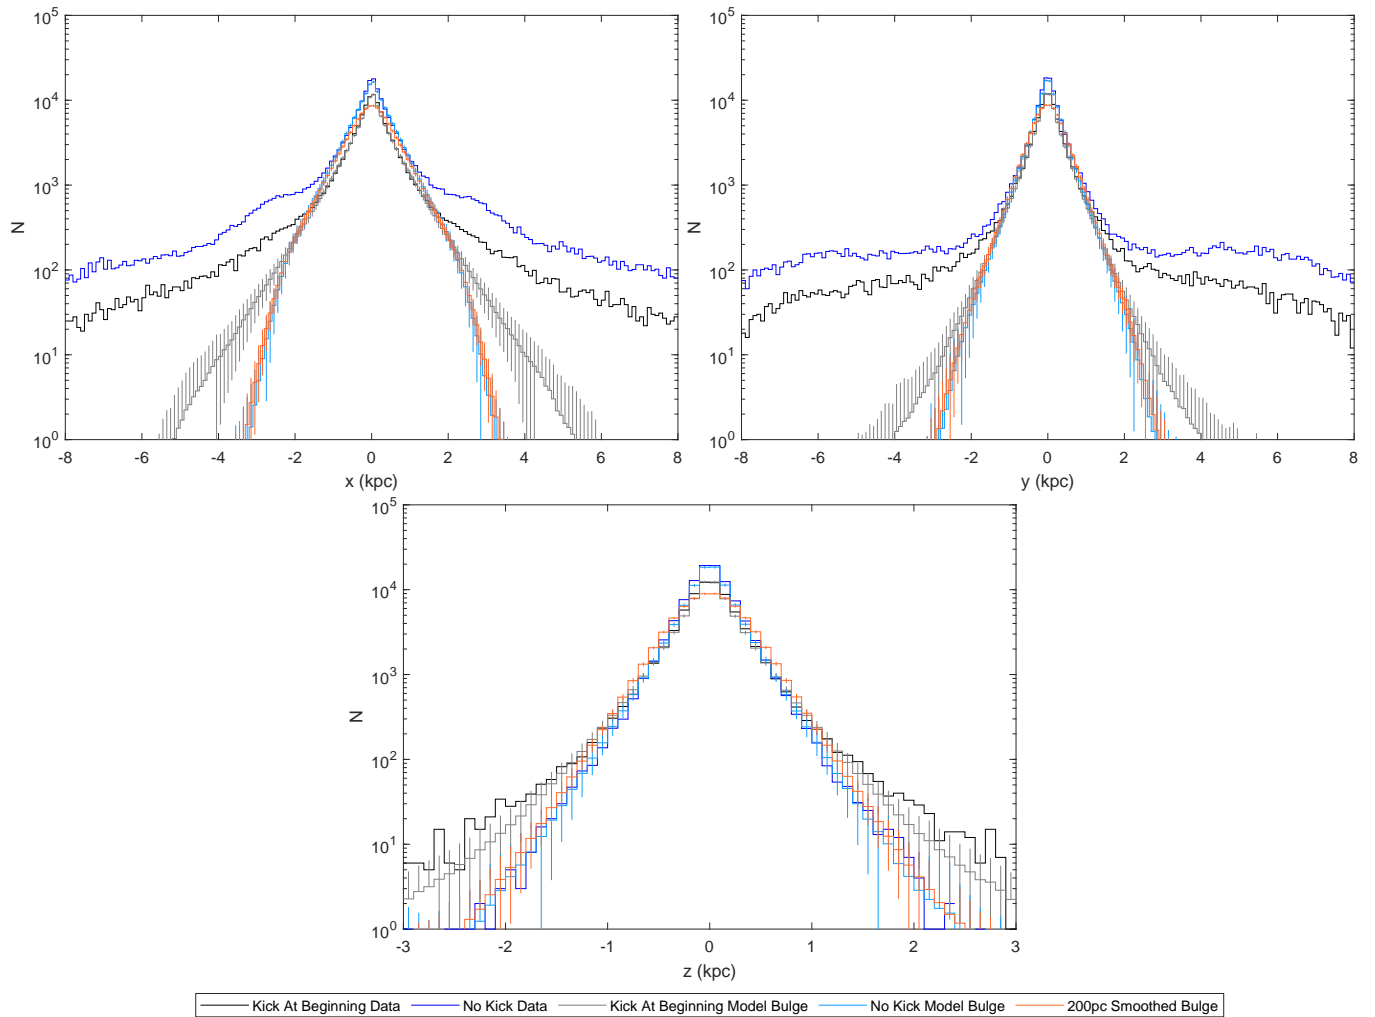 10^5
10^4
10^3
10^2
10^1
10^0
N
-8 -6 -4 -2 0 2 4 6 8
x (kpc)
10^5
10^4
10^3
10^2
10^1
10^0
N
-8 -6 -4 -2 0 2 4 6 8
y (kpc)
10^5
10^4
10^3
10^2
10^1
10^0
N
-3 -2 -1 0 1 2 3
z (kpc)
Kick At Beginning Data No Kick Data Kick At Beginning Model Bulge No Kick Model Bulge 200pc Smoothed Bulge